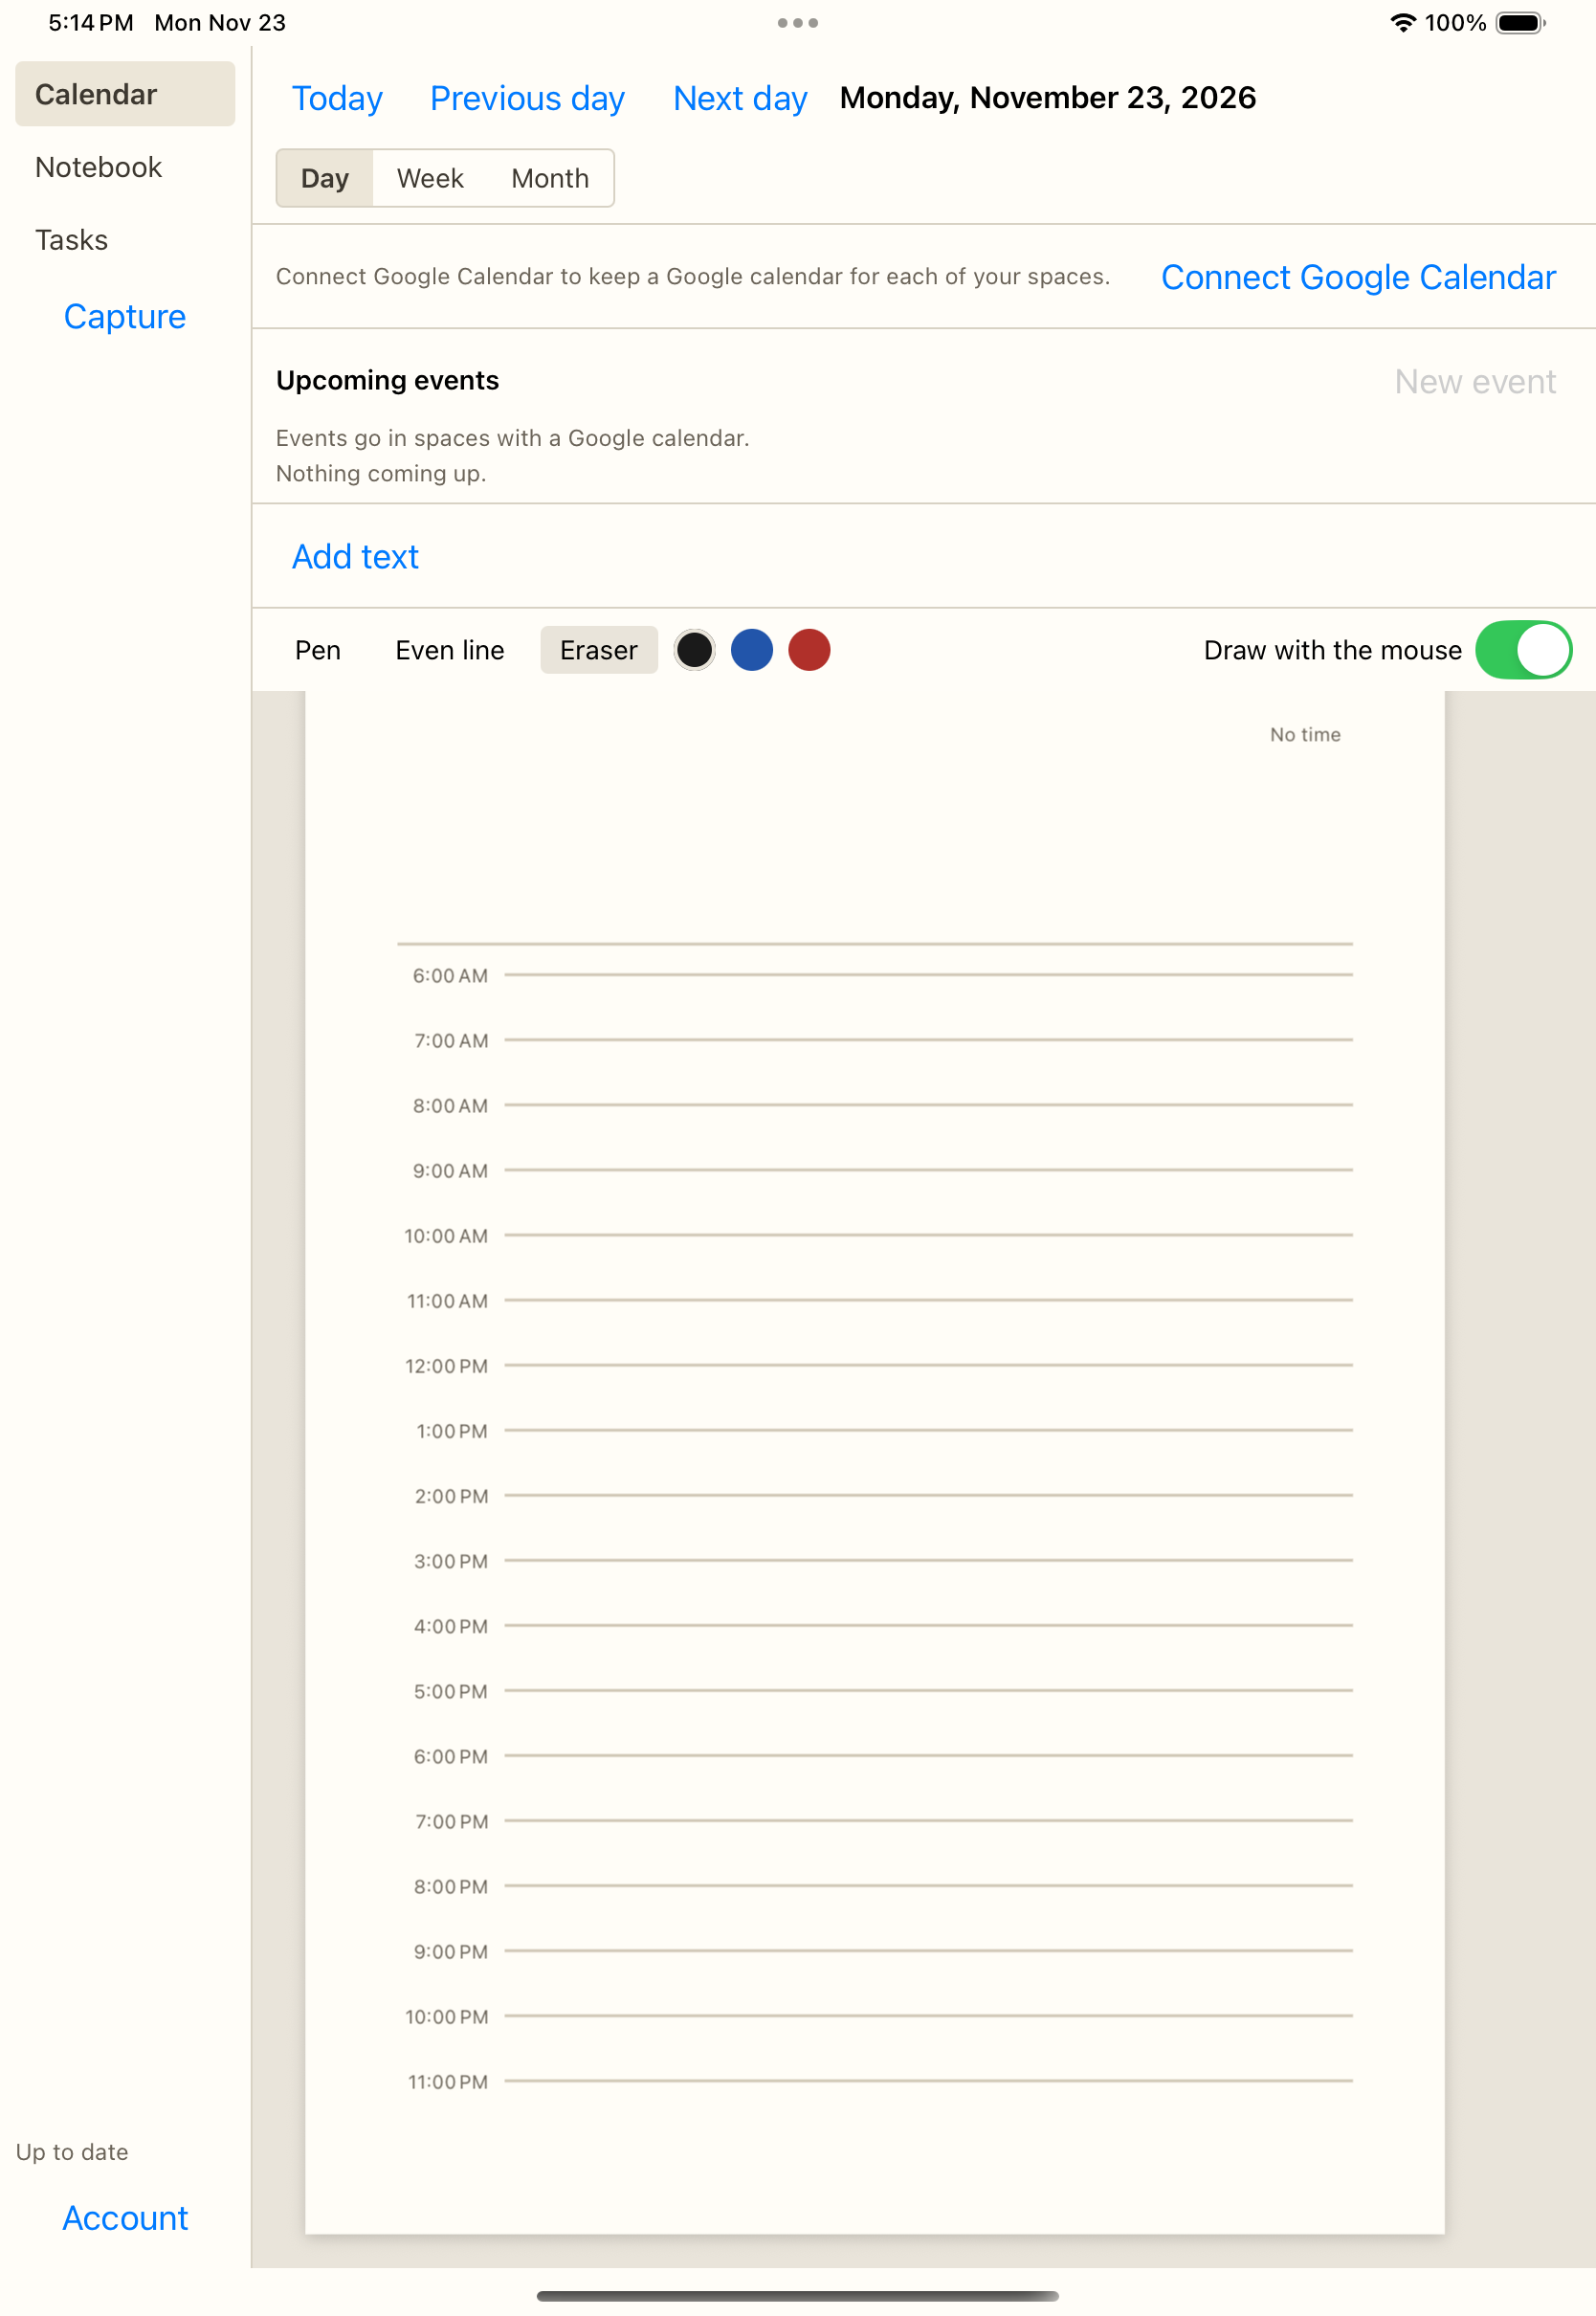 5:14 PM Mon Nov 23
100%
Calendar
Notebook
Tasks
Capture
Today Previous day Next day Monday, November 23, 2026
Day Week Month
Connect Google Calendar to keep a Google calendar for each of your spaces. Connect Google Calendar
Upcoming events New event
Events go in spaces with a Google calendar.
Nothing coming up.
Add text
Pen Even line Eraser Draw with the mouse
No time
6:00 AM
7:00 AM
8:00 AM
9:00 AM
10:00 AM
11:00 AM
12:00 PM
1:00 PM
2:00 PM
3:00 PM
4:00 PM
5:00 PM
6:00 PM
7:00 PM
8:00 PM
9:00 PM
10:00 PM
11:00 PM
Up to date
Account